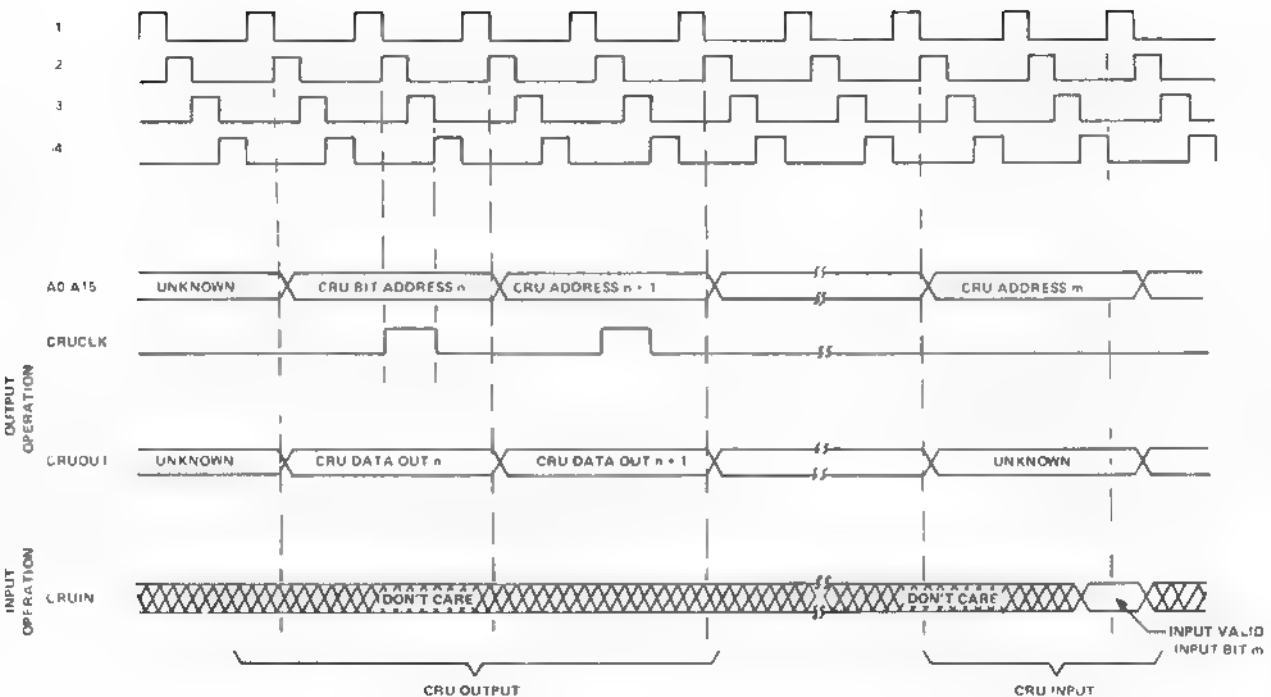 1
2
3
4
A0 A15
UNKNOWN
CRU BIT ADDRESS n
CRU ADDRESS n + 1
CRU ADDRESS m
CRUCLK
OUTPUT
OPERATION
CRUOUT
UNKNOWN
CRU DATA OUT n
CRU DATA OUT n + 1
UNKNOWN
INPUT
OPERATION
CRUIN
DON'T CARE
DON'T CARE
INPUT VALID
INPUT BIT m
CRU OUTPUT
CRU INPUT